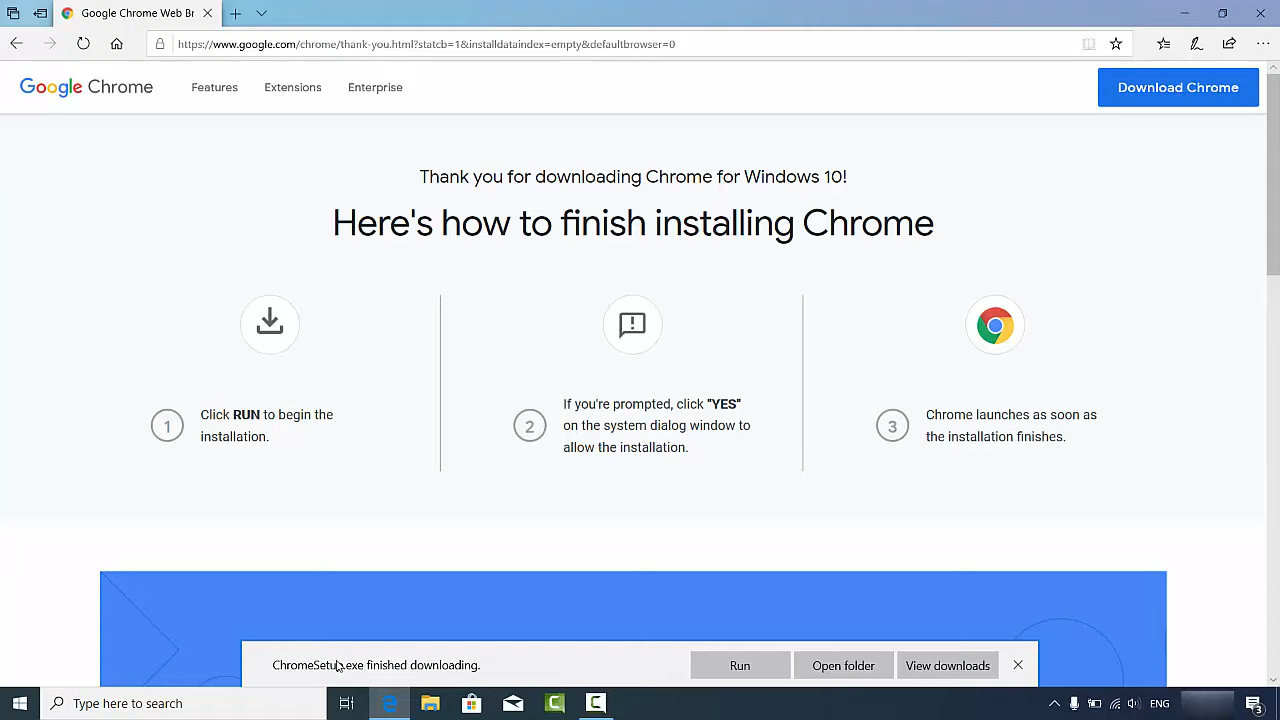 Google Chrome Web Br
https://www.google.com/chrome/thank-you.html?statcb=1&installdataindex=empty&defaultbrowser=0
Google Chrome
Features
Extensions
Enterprise
Download Chrome
Thank you for downloading Chrome for Windows 10!
Here's how to finish installing Chrome
1
Click RUN to begin the
installation.
2
If you're prompted, click "YES"
on the system dialog window to
allow the installation.
3
Chrome launches as soon as
the installation finishes.
ChromeSetup.exe finished downloading.
Run
Open folder
View downloads
Type here to search
ENG
3